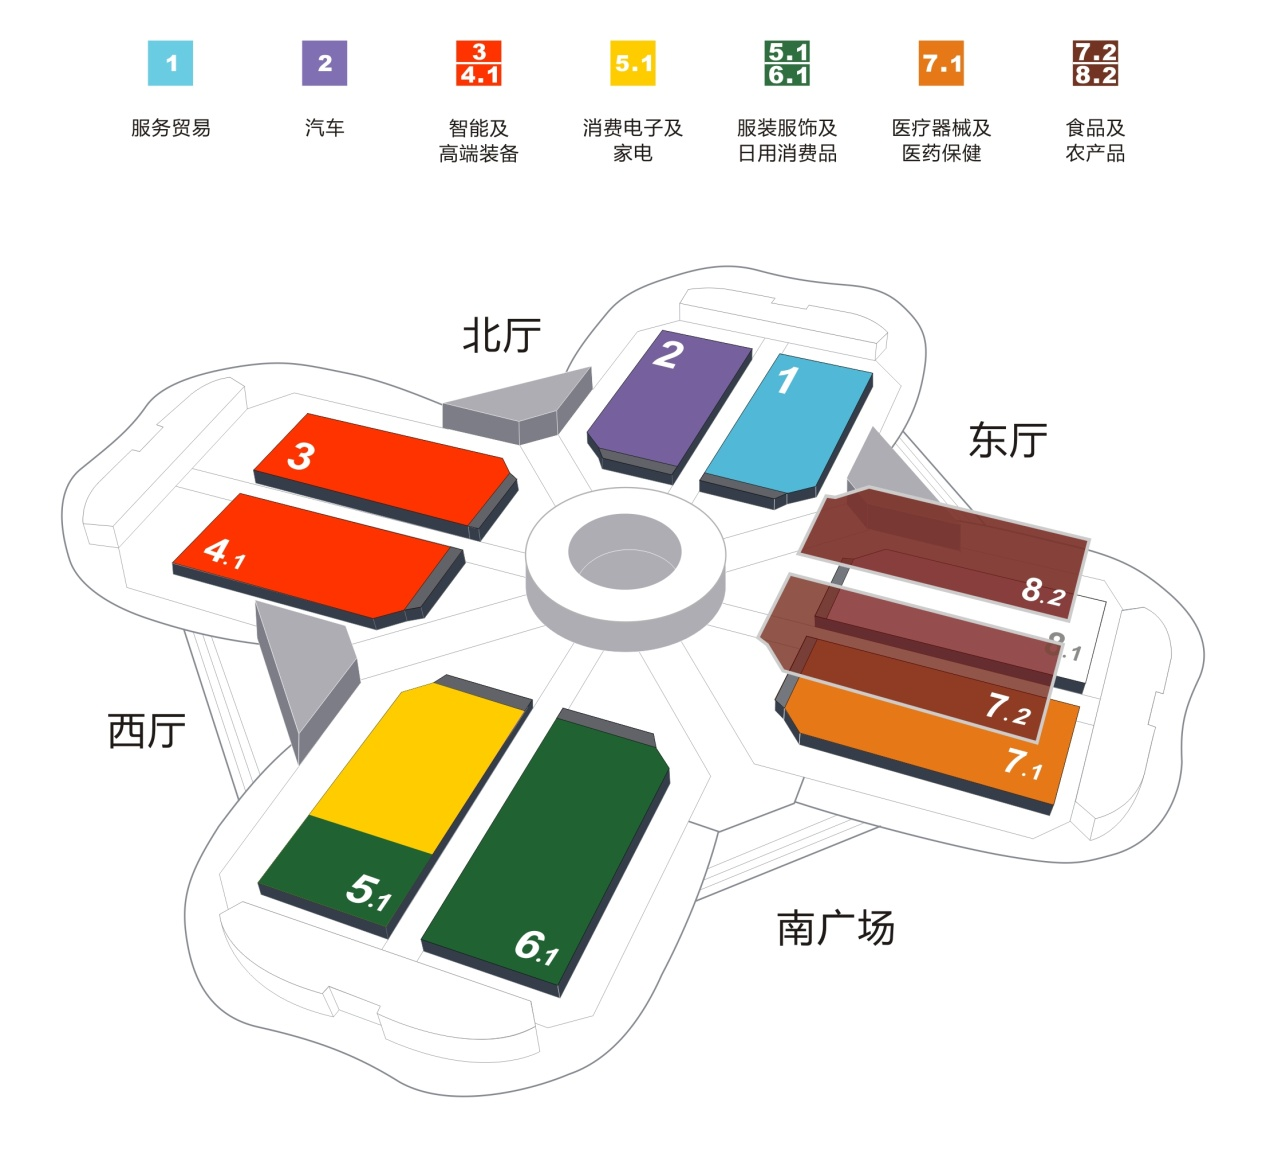 1
2
3
4.1
5.1
5.1
6.1
7.1
7.2
8.2
服务贸易
汽车
智能及
高端装备
消费电子及
家电
服装服饰及
日用消费品
医疗器械及
医药保健
食品及
农产品
北厅
2
1
东厅
3
4.1
8.2
8.1
7.2
7.1
西厅
5.1
6.1
南广场